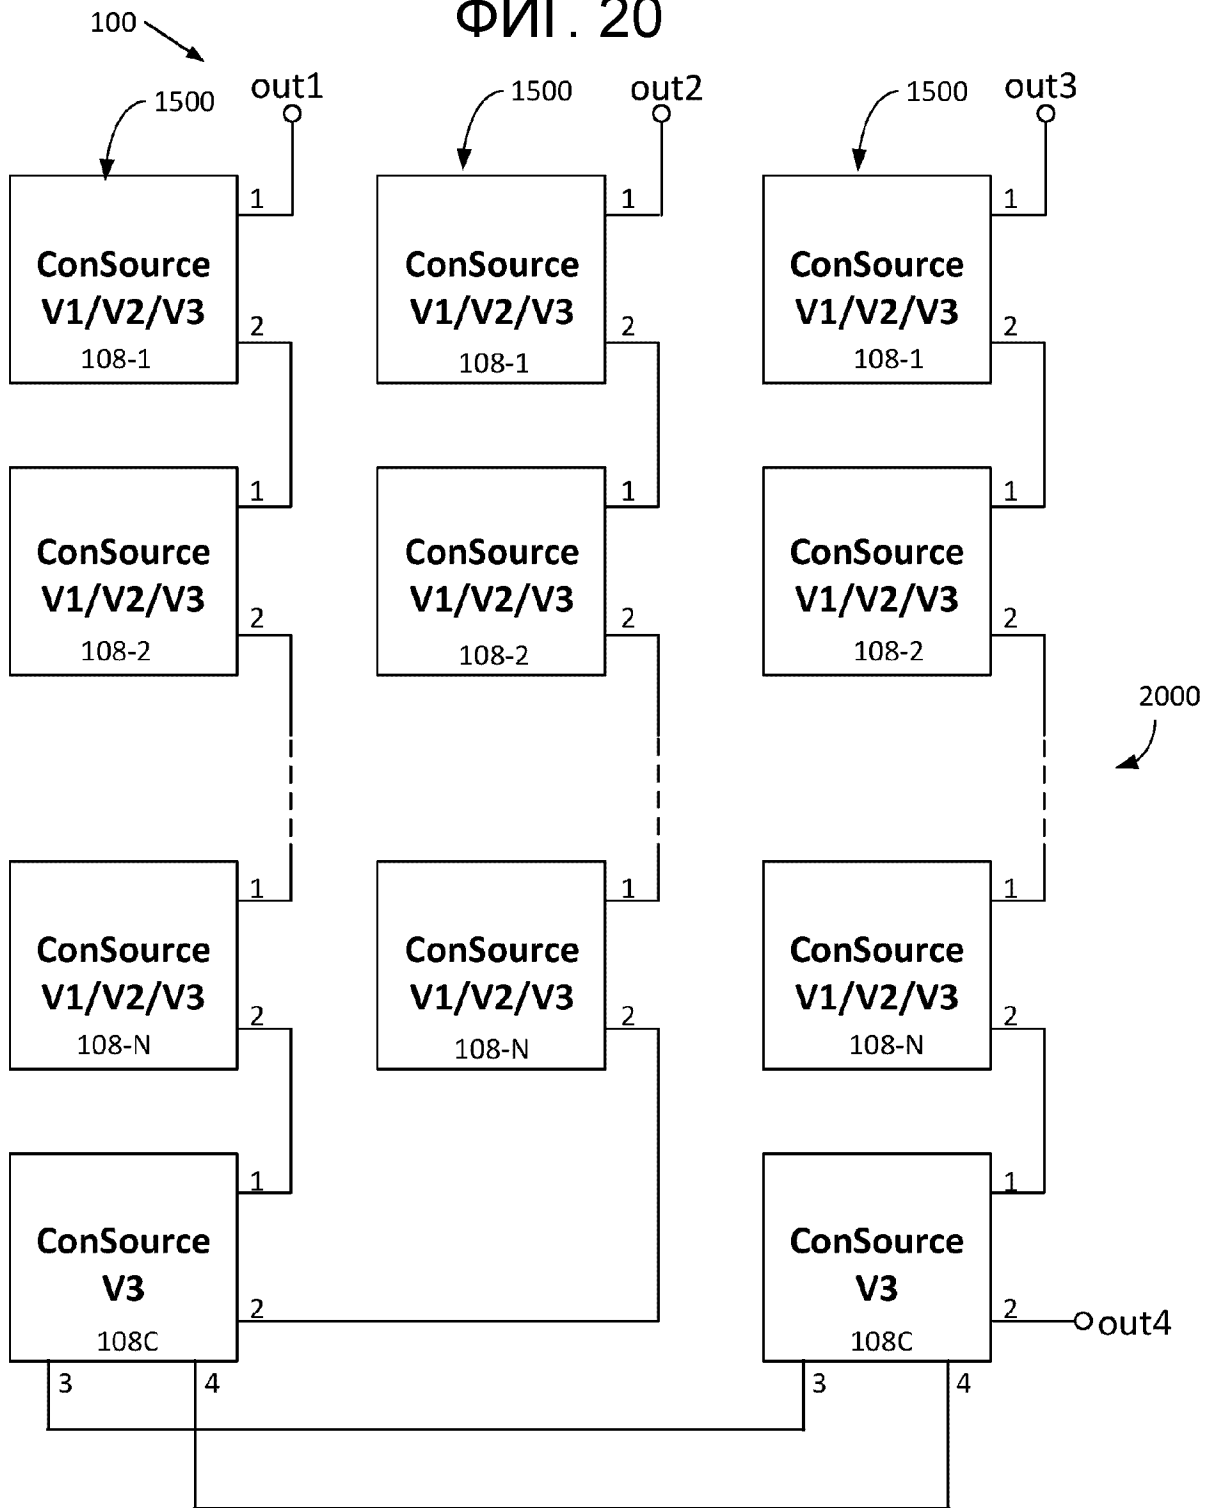 ФИГ. 20
100
1500
out1
1500
out2
1500
out3
1
1
1
ConSource
V1/V2/V3
108-1
ConSource
V1/V2/V3
108-1
ConSource
V1/V2/V3
108-1
2
2
2
1
1
1
ConSource
V1/V2/V3
108-2
ConSource
V1/V2/V3
108-2
ConSource
V1/V2/V3
108-2
2
2
2
2000
1
1
1
ConSource
V1/V2/V3
108-N
ConSource
V1/V2/V3
108-N
ConSource
V1/V2/V3
108-N
2
2
2
1
1
ConSource
V3
108C
ConSource
V3
108C
2
2
out4
3
4
3
4